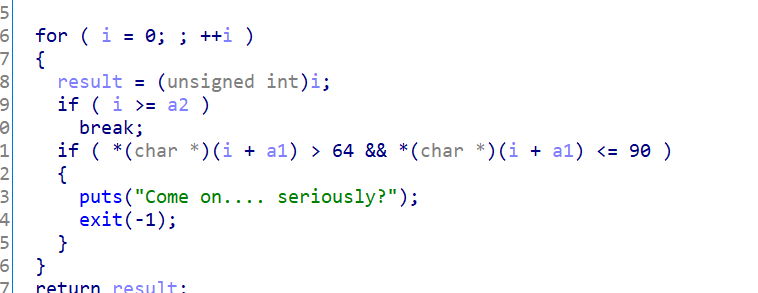 5
6 for ( i = 0; ; ++i )
7 {
8 result = (unsigned int)i;
9 if ( i >= a2 )
0 break;
1 if ( *(char *)(i + a1) > 64 && *(char *)(i + a1) <= 90 )
2 {
3 puts("Come on.... seriously?");
4 exit(-1);
5 }
6 }
7 return result;